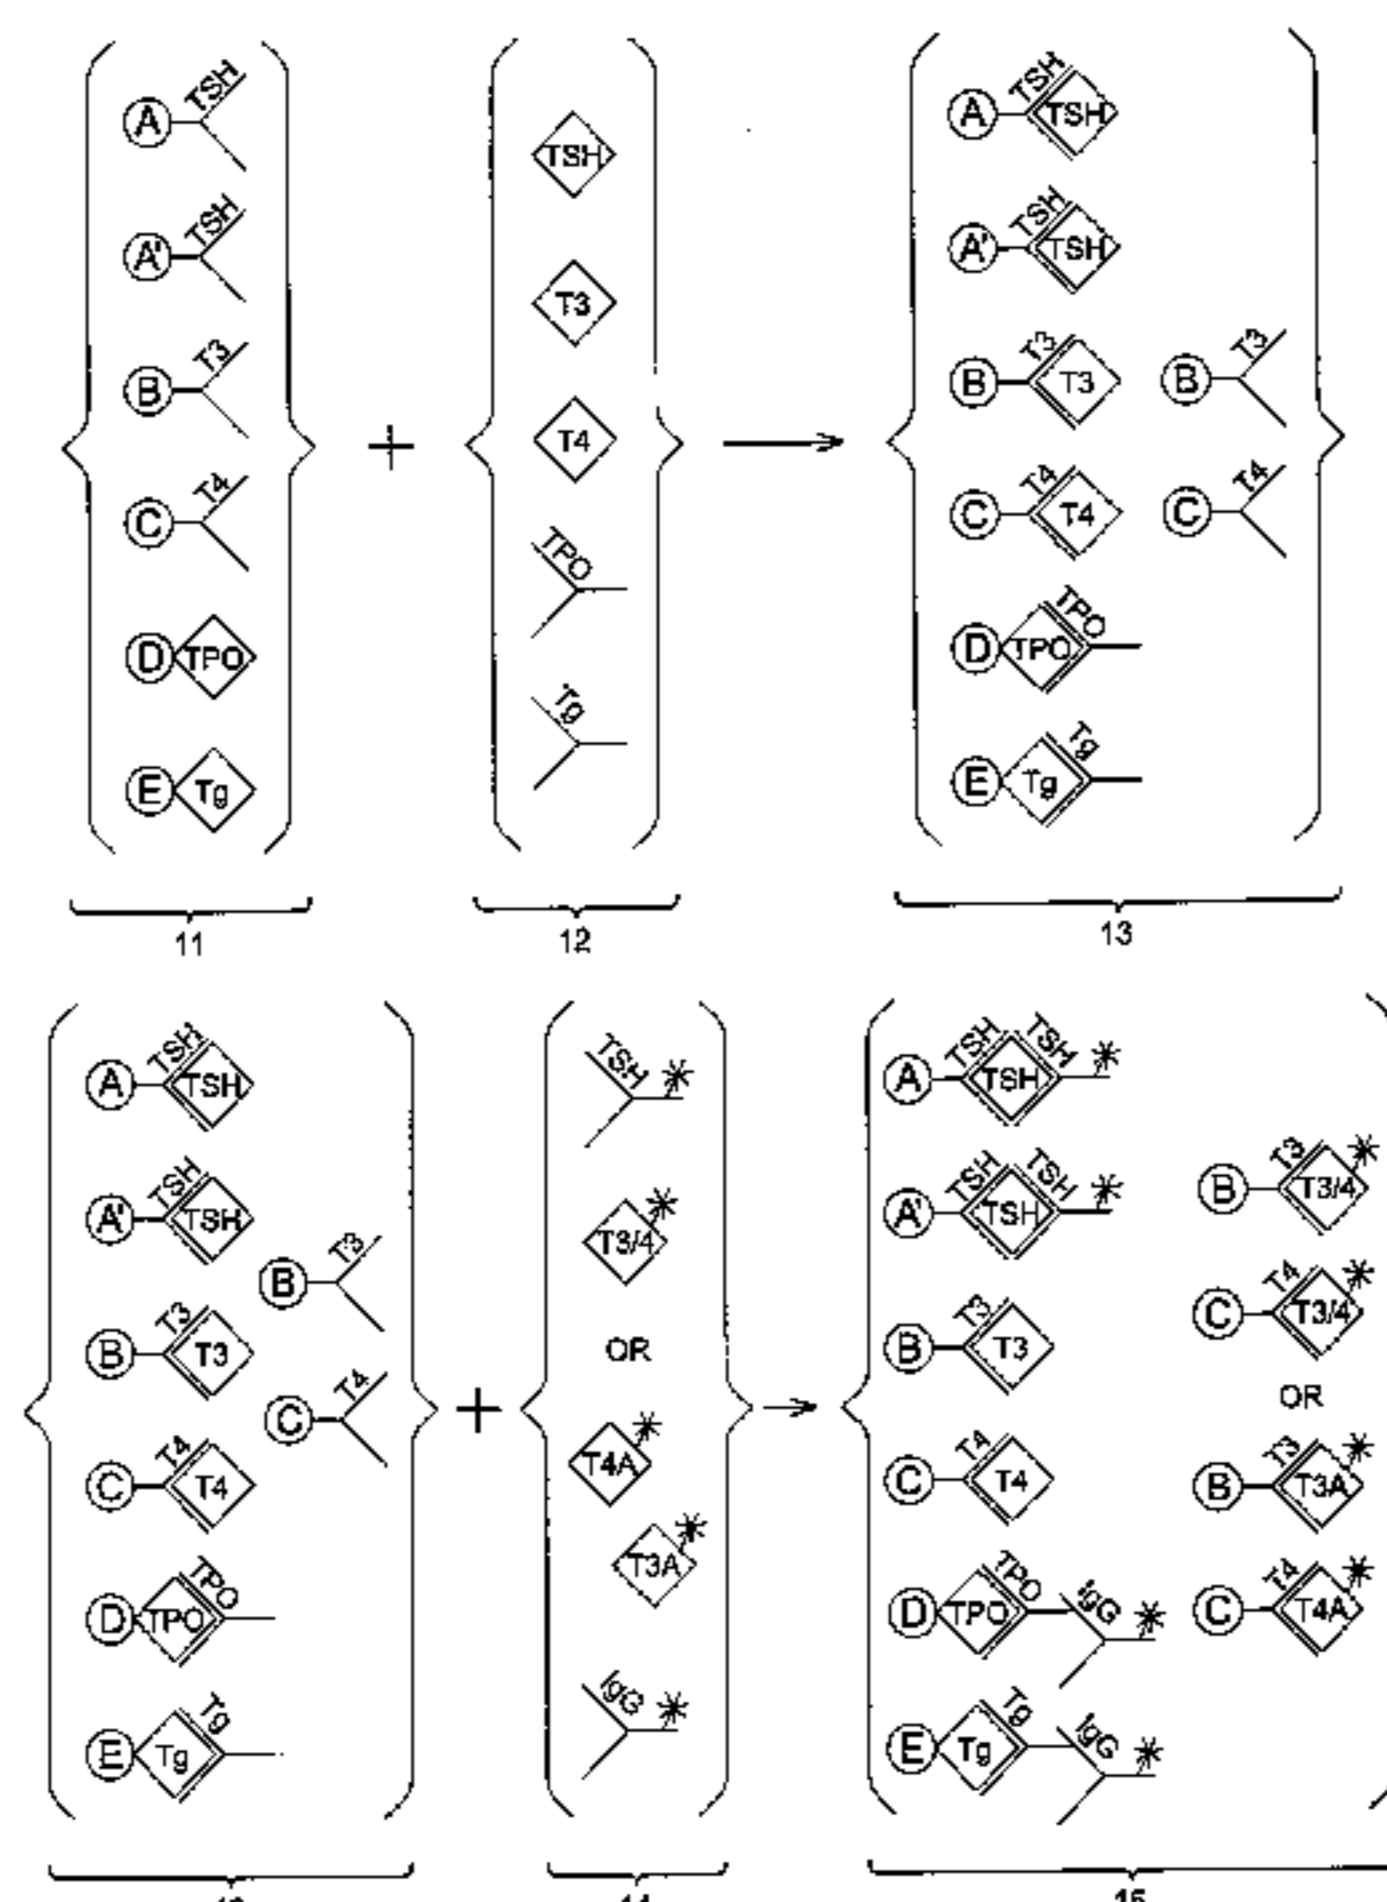 A TSH
A' TSH
B T3
C T4
D TPO
E Tg
11
+
TSH
T3
T4
TPO
Tg
12
A TSH TSH
A' TSH TSH
B T3 T3 B T3
C T4 T4 C T4
D TPO TPO
E Tg Tg
13
A TSH TSH
A' TSH TSH
B T3
B T3 T3
C T4
C T4 T4
D TPO TPO
E Tg Tg
+
TSH *
T3/4 *
OR
T4A *
T3A *
IgG *
14
A TSH TSH TSH *
A' TSH TSH TSH *
B T3 T3
C T4 T4
D TPO TPO IgG *
E Tg Tg IgG *
B T3 T3/4 *
C T4 T3/4 *
OR
B T3 T3A *
C T4 T4A *
15